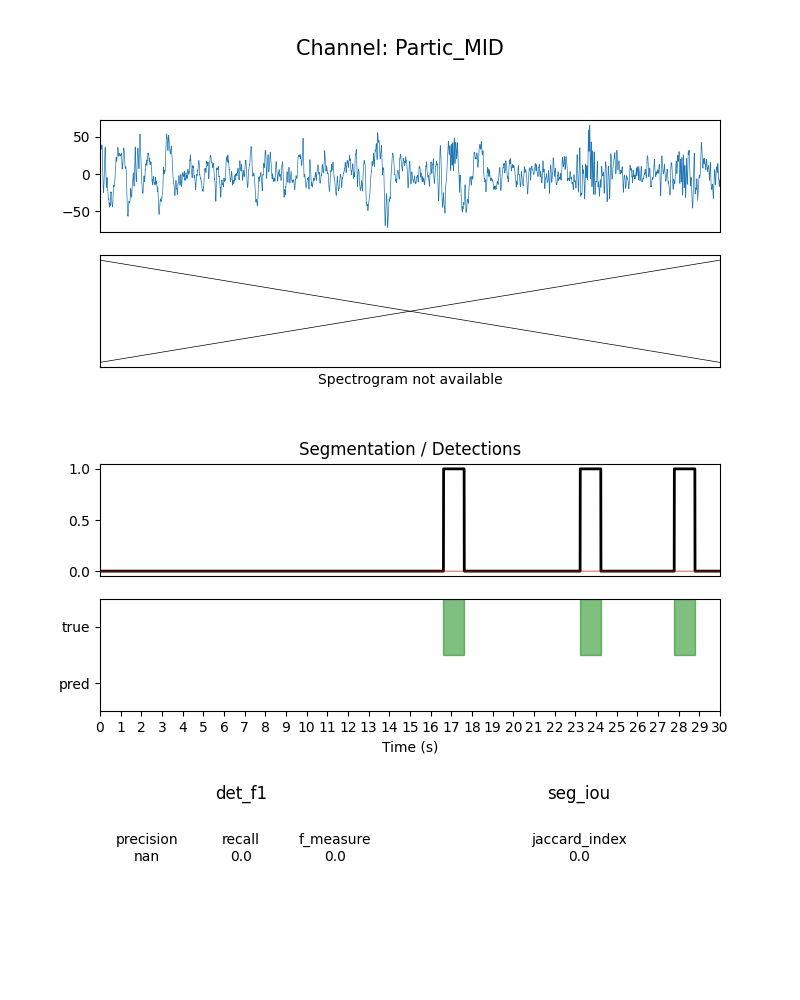 Channel: Partic_MID
50
0
−50
Spectrogram not available
Segmentation / Detections
1.0
0.5
0.0
true
pred
0 1 2 3 4 5 6 7 8 9 10 11 12 13 14 15 16 17 18 19 20 21 22 23 24 25 26 27 28 29 30
Time (s)
det_f1 seg_iou
precision recall f_measure jaccard_index
nan 0.0 0.0 0.0